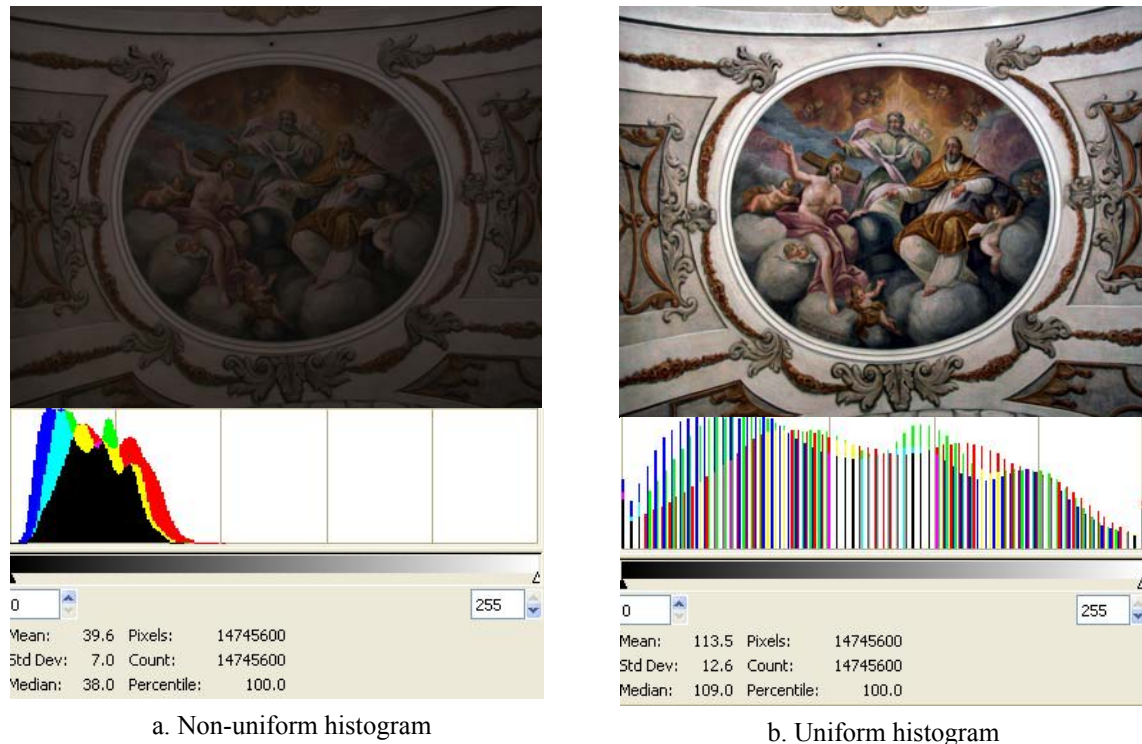 0
255
Mean: 39.6 Pixels: 14745600
Std Dev: 7.0 Count: 14745600
Median: 38.0 Percentile: 100.0
a. Non-uniform histogram
0
255
Mean: 113.5 Pixels: 14745600
Std Dev: 12.6 Count: 14745600
Median: 109.0 Percentile: 100.0
b. Uniform histogram